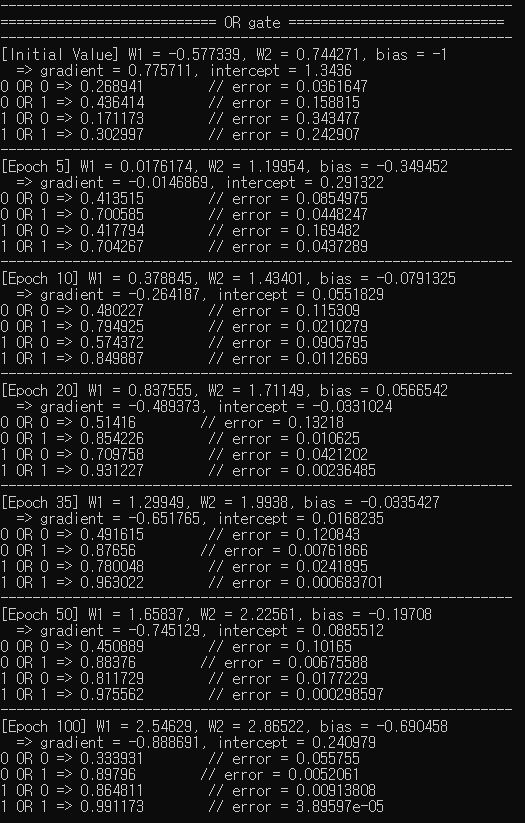 ========================= OR gate =========================
[Initial Value] W1 = -0.577339, W2 = 0.744271, bias = -1
=> gradient = 0.775711, intercept = 1.3436
0 OR 0 => 0.268941 // error = 0.0361647
0 OR 1 => 0.436414 // error = 0.158815
1 OR 0 => 0.171173 // error = 0.343477
1 OR 1 => 0.302997 // error = 0.242907
[Epoch 5] W1 = 0.0176174, W2 = 1.19954, bias = -0.349452
=> gradient = -0.0146869, intercept = 0.291322
0 OR 0 => 0.413515 // error = 0.0854975
0 OR 1 => 0.700585 // error = 0.0448247
1 OR 0 => 0.417794 // error = 0.169482
1 OR 1 => 0.704267 // error = 0.0437289
[Epoch 10] W1 = 0.378845, W2 = 1.43401, bias = -0.0791325
=> gradient = -0.264187, intercept = 0.0551829
0 OR 0 => 0.480227 // error = 0.115309
0 OR 1 => 0.794925 // error = 0.0210279
1 OR 0 => 0.574372 // error = 0.0905795
1 OR 1 => 0.849887 // error = 0.0112669
[Epoch 20] W1 = 0.837555, W2 = 1.71149, bias = 0.0566542
=> gradient = -0.489373, intercept = -0.0331024
0 OR 0 => 0.51416 // error = 0.13218
0 OR 1 => 0.854226 // error = 0.010625
1 OR 0 => 0.709758 // error = 0.0421202
1 OR 1 => 0.931227 // error = 0.00236485
[Epoch 35] W1 = 1.29949, W2 = 1.9938, bias = -0.0335427
=> gradient = -0.651765, intercept = 0.0168235
0 OR 0 => 0.491615 // error = 0.120843
0 OR 1 => 0.87656 // error = 0.00761866
1 OR 0 => 0.780048 // error = 0.0241895
1 OR 1 => 0.963022 // error = 0.000683701
[Epoch 50] W1 = 1.65837, W2 = 2.22561, bias = -0.19708
=> gradient = -0.745129, intercept = 0.0885512
0 OR 0 => 0.450889 // error = 0.10165
0 OR 1 => 0.88376 // error = 0.00675588
1 OR 0 => 0.811729 // error = 0.0177229
1 OR 1 => 0.975562 // error = 0.000298597
[Epoch 100] W1 = 2.54629, W2 = 2.86522, bias = -0.690458
=> gradient = -0.888691, intercept = 0.240979
0 OR 0 => 0.333931 // error = 0.055755
0 OR 1 => 0.89796 // error = 0.0052061
1 OR 0 => 0.864811 // error = 0.00913808
1 OR 1 => 0.991173 // error = 3.89597e-05